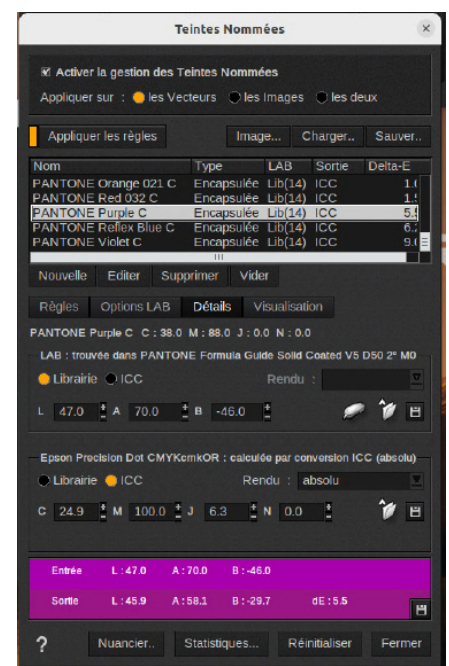 Teintes Nommées
Activer la gestion des Teintes Nommées
Appliquer sur : les Vecteurs les Images les deux
Appliquer les règles Image... Charger.. Sauver..
Nom Type LAB Sortie Delta-E
PANTONE Orange 021 C Encapsulée Lib(14) ICC
PANTONE Red 032 C Encapsulée Lib(14) ICC
PANTONE Purple C Encapsulée Lib(14) ICC
PANTONE Reflex Blue C Encapsulée Lib(14) ICC
PANTONE Violet C Encapsulée Lib(14) ICC
Nouvelle Editer Supprimer Vider
Règles Options LAB Détails Visualisation
PANTONE Purple C C : 38.0 M : 88.0 J : 0.0 N : 0.0
LAB : trouvée dans PANTONE Formula Guide Solid Coated V5 D50 2° M0
Librairie ICC Rendu :
L 47.0 A 70.0 B -46.0
Epson Precision Dot CMYKcmkOR : calculée par conversion ICC (absolu)
Librairie ICC Rendu : absolu
C 24.9 M 100.0 J 6.3 N 0.0
Entrée L : 47.0 A : 70.0 B : -46.0
Sortie L : 45.9 A : 58.1 B : -29.7 dE : 5.5
? Nuancier.. Statistiques... Réinitialiser Fermer